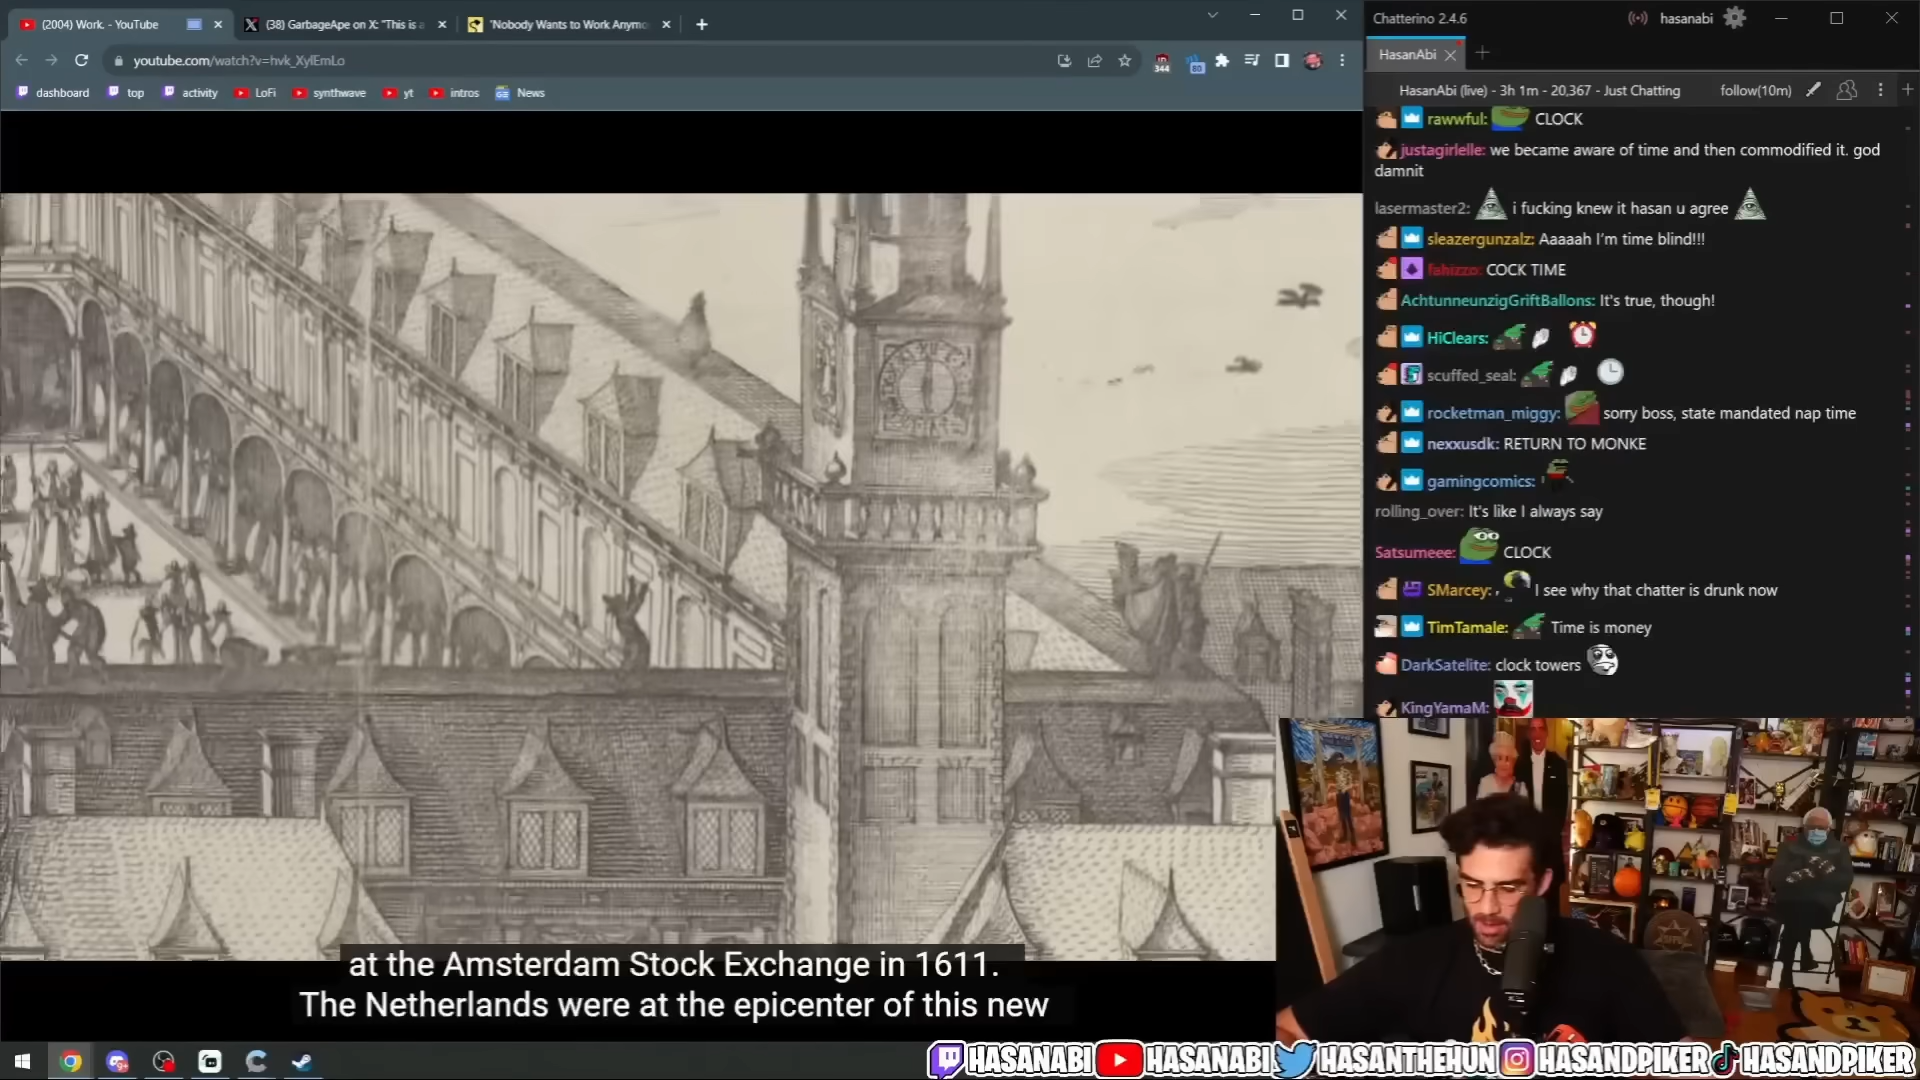 (2004) Work. - YouTube
(38) GarbageApe on X: "This is a
'Nobody Wants to Work Anymo
youtube.com/watch?v=hvk_XylEmLo
344
80
dashboard
top
activity
LoFi
synthwave
yt
intros
News
at the Amsterdam Stock Exchange in 1611.
The Netherlands were at the epicenter of this new
Chatterino 2.4.6
hasanabi
HasanAbi
HasanAbi (live) - 3h 1m - 20,367 - Just Chatting
follow(10m)
rawwful: CLOCK
justagirlelle: we became aware of time and then commodified it. god
damnit
lasermaster2: i fucking knew it hasan u agree
sleazergunzalz: Aaaaah I'm time blind!!!
fahizzo: COCK TIME
AchtunneunzigGriftBallons: It's true, though!
HiClears:
scuffed_seal:
rocketman_miggy: sorry boss, state mandated nap time
nexxusdk: RETURN TO MONKE
gamingcomics:
rolling_over: It's like I always say
Satsumeee: CLOCK
SMarcey: I see why that chatter is drunk now
TimTamale: Time is money
DarkSatelite: clock towers
KingYamaM:
HASANABI HASANABI HASANTHEHUN HASANDPIKER HASANDPIKER